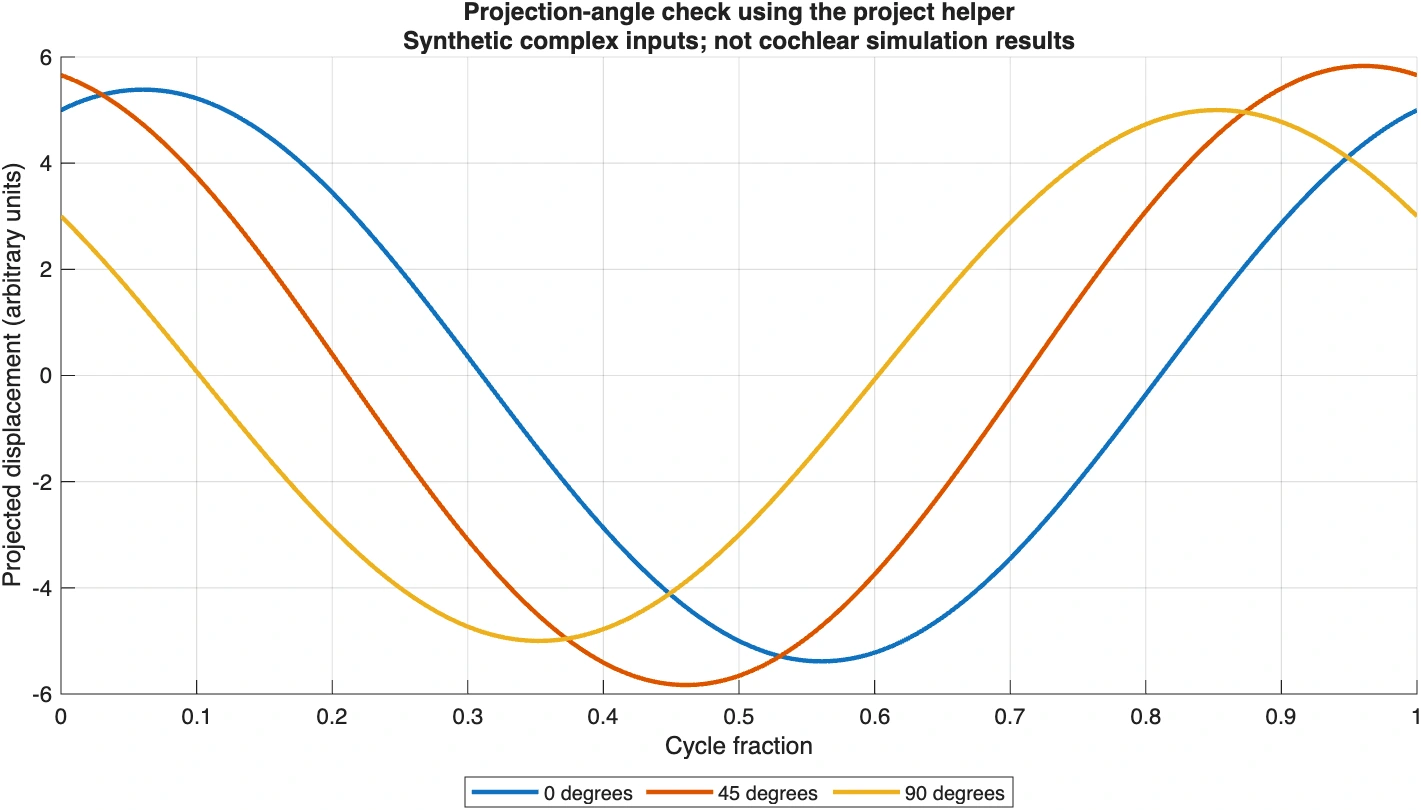 Projection-angle check using the project helper
Synthetic complex inputs; not cochlear simulation results
6
4
2
0
-2
-4
-6
Projected displacement (arbitrary units)
0 0.1 0.2 0.3 0.4 0.5 0.6 0.7 0.8 0.9 1
Cycle fraction
0 degrees 45 degrees 90 degrees